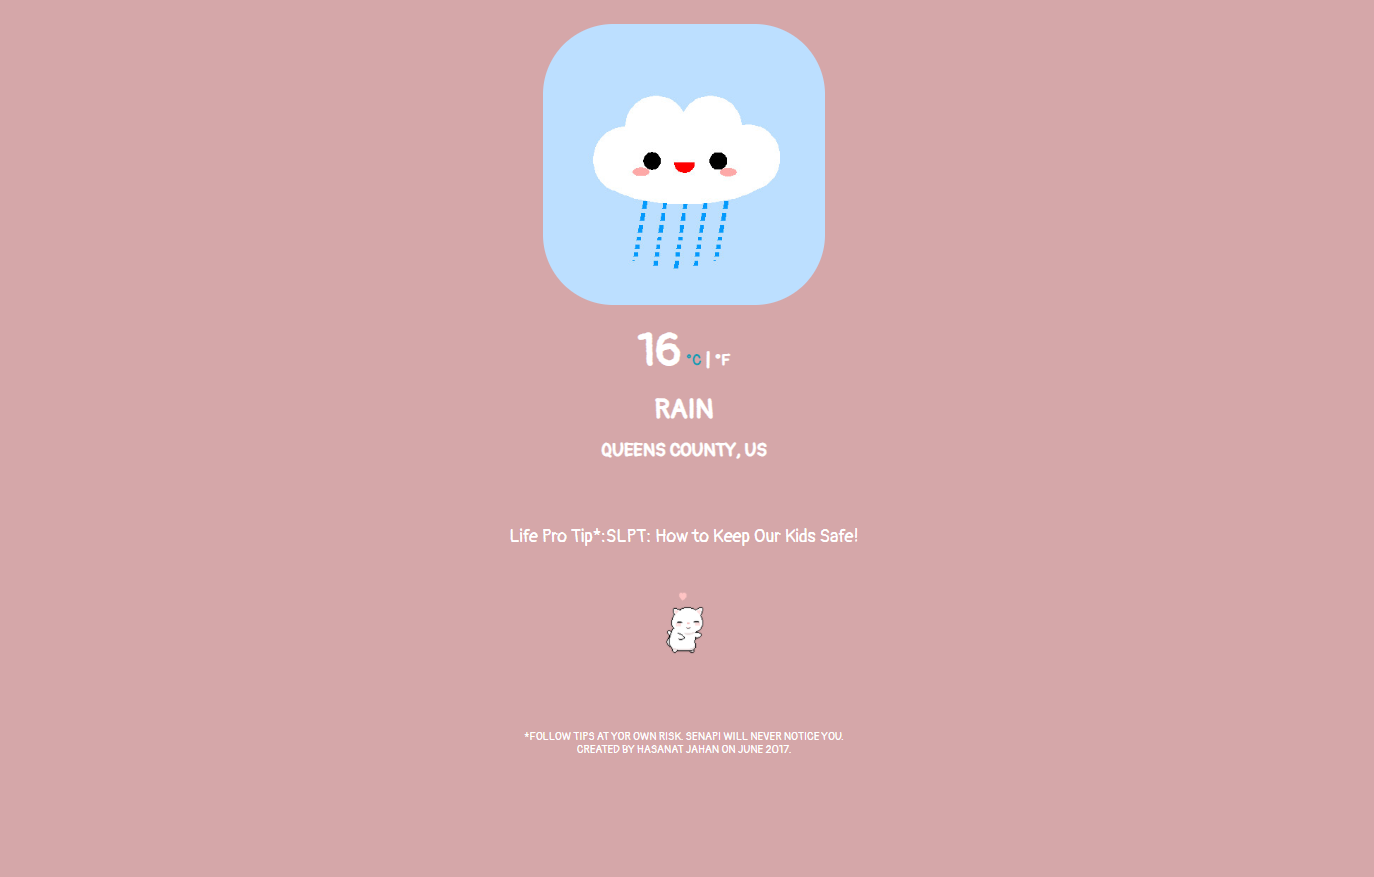 16 °C | °F
RAIN
QUEENS COUNTY, US
Life Pro Tip*:SLPT: How to Keep Our Kids Safe!
*FOLLOW TIPS AT YOR OWN RISK. SENAPI WILL NEVER NOTICE YOU.
CREATED BY HASANAT JAHAN ON JUNE 2017.